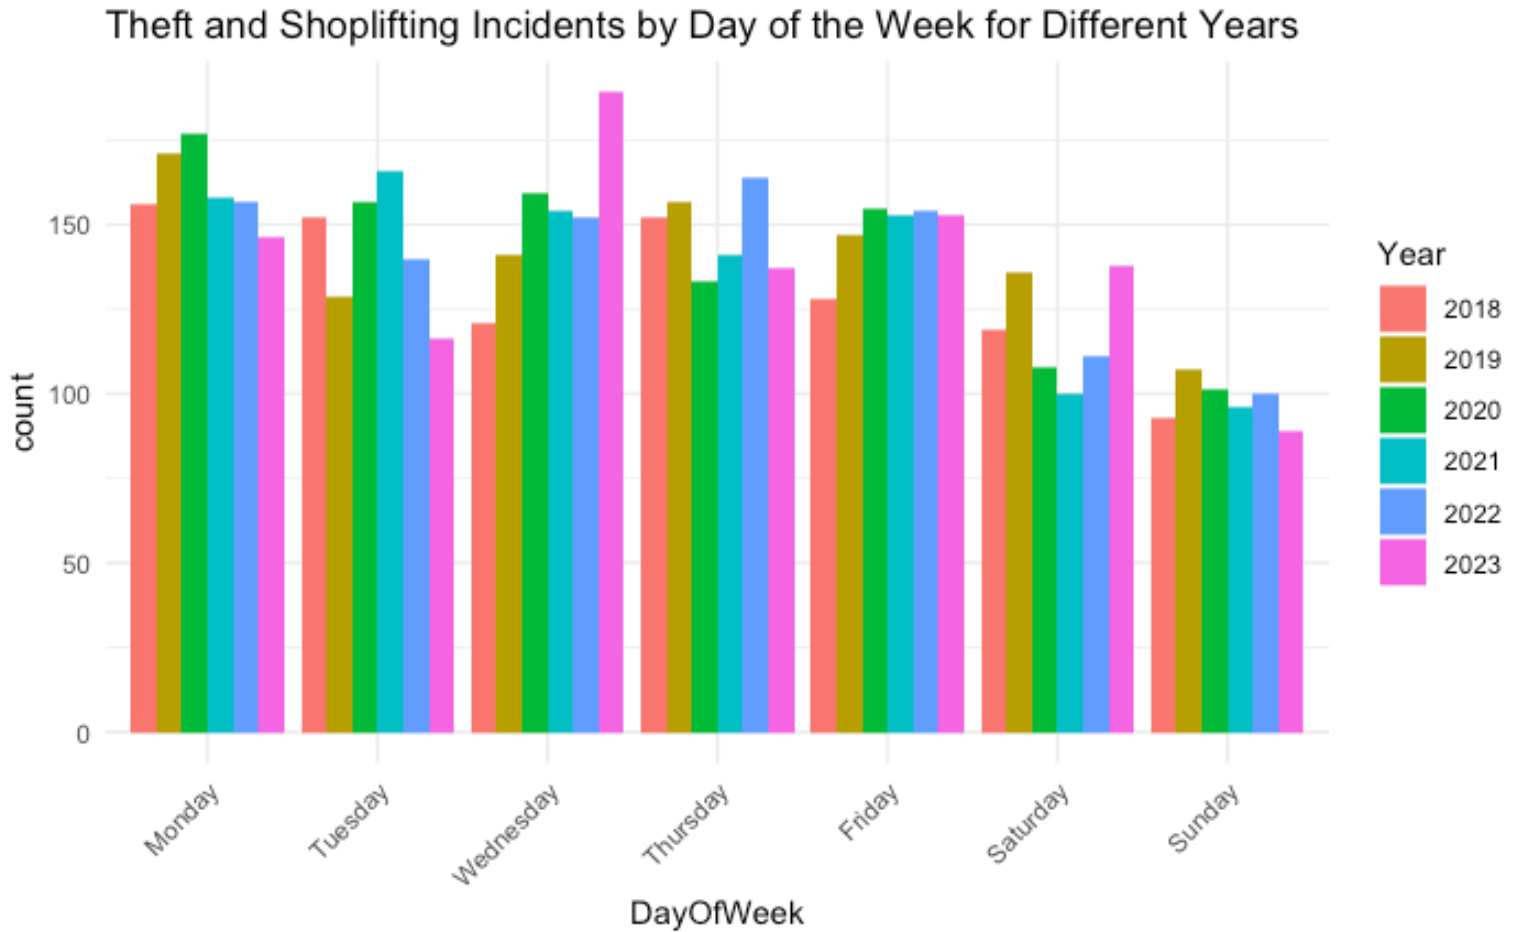 Theft and Shoplifting Incidents by Day of the Week for Different Years
count
150
100
50
0
Monday
Tuesday
Wednesday
Thursday
Friday
Saturday
Sunday
DayOfWeek
Year
2018
2019
2020
2021
2022
2023